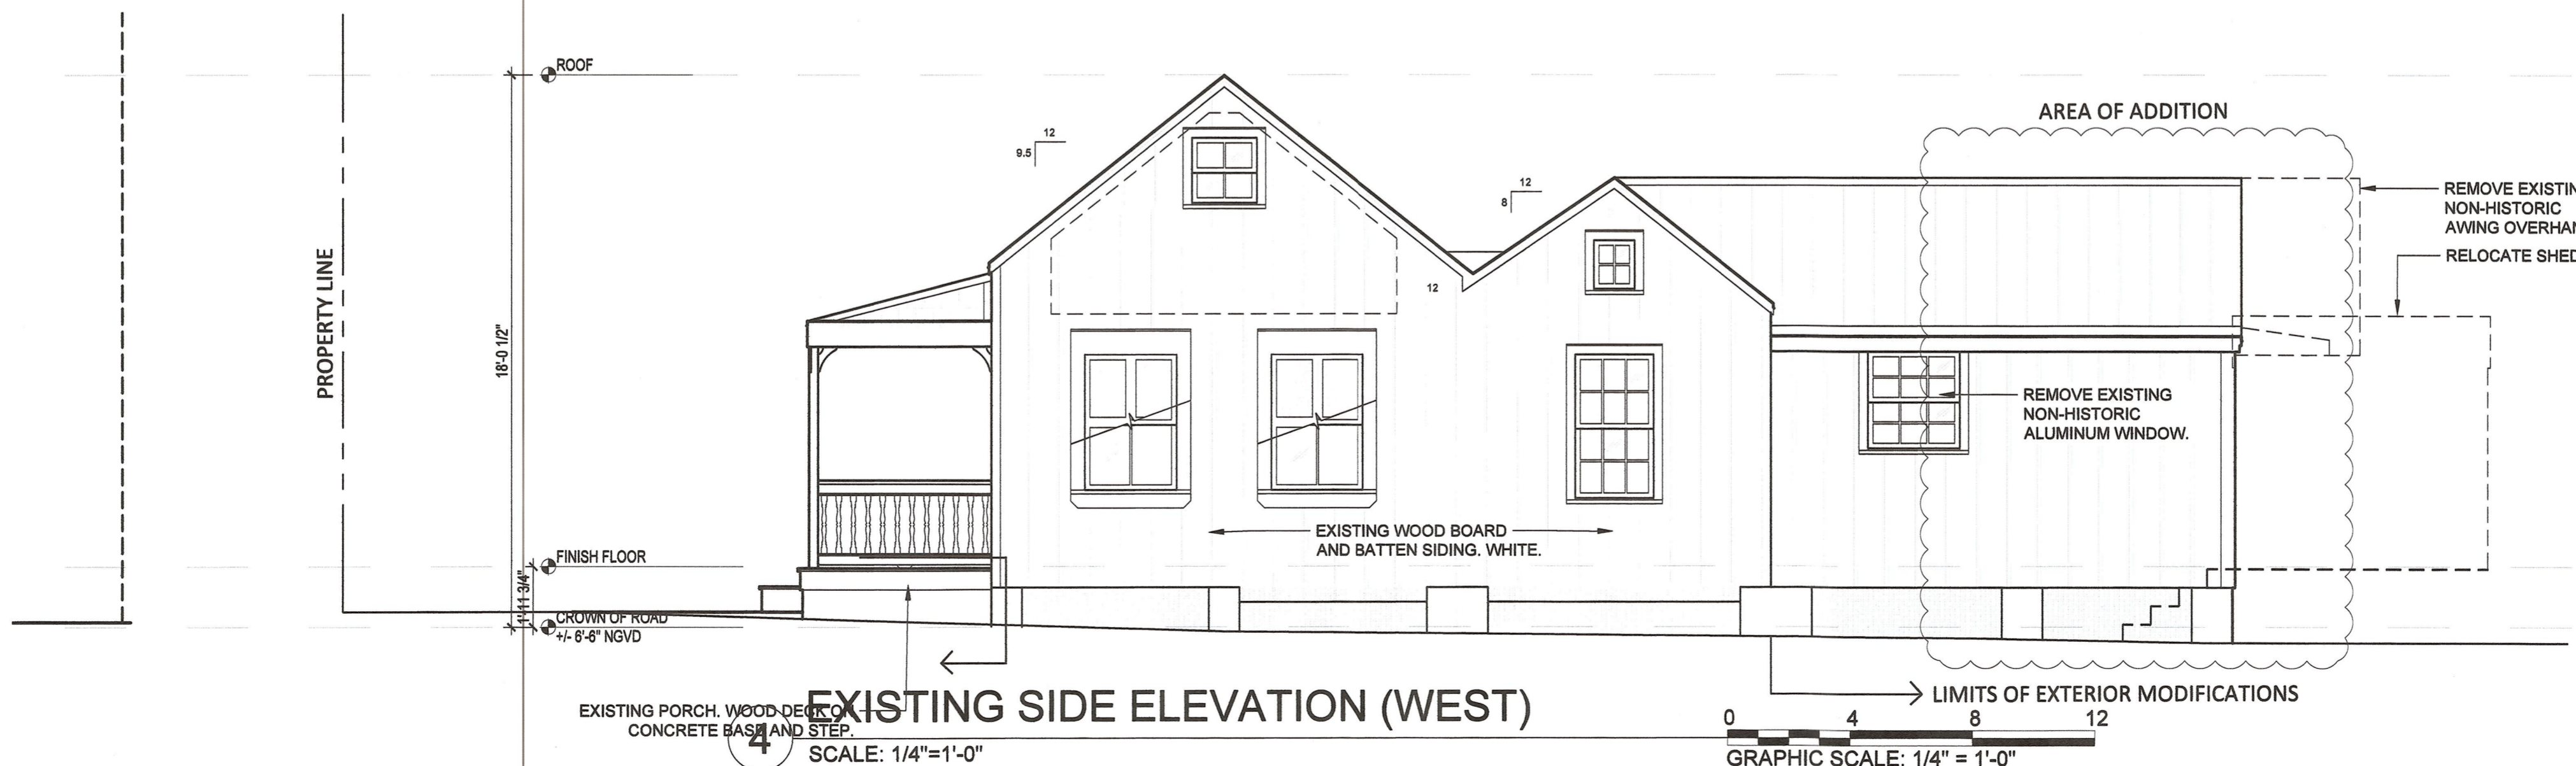 ROOF
AREA OF ADDITION
12
9.5
12
8
REMOVE EXISTIN
NON-HISTORIC
AWING OVERHAN
RELOCATE SHED
PROPERTY LINE
18'-0 1/2"
12
REMOVE EXISTING
NON-HISTORIC
ALUMINUM WINDOW.
EXISTING WOOD BOARD
AND BATTEN SIDING. WHITE.
FINISH FLOOR
1'-11 3/4"
CROWN OF ROAD
+/- 6'-6" NGVD
EXISTING PORCH. WOOD DECK ON
CONCRETE BASE AND STEP.
4
EXISTING SIDE ELEVATION (WEST)
SCALE: 1/4"=1'-0"
LIMITS OF EXTERIOR MODIFICATIONS
0 4 8 12
GRAPHIC SCALE: 1/4" = 1'-0"